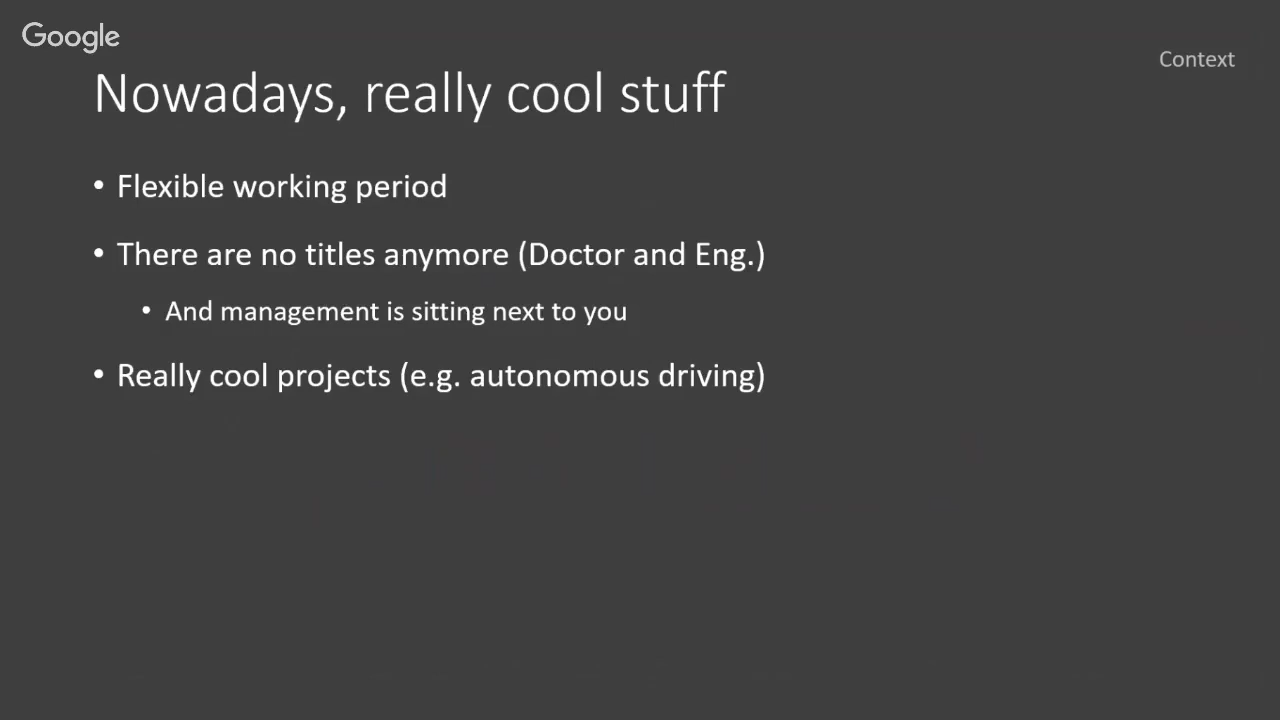 Google
Context
Nowadays, really cool stuff
• Flexible working period
• There are no titles anymore (Doctor and Eng.)
• And management is sitting next to you
• Really cool projects (e.g. autonomous driving)